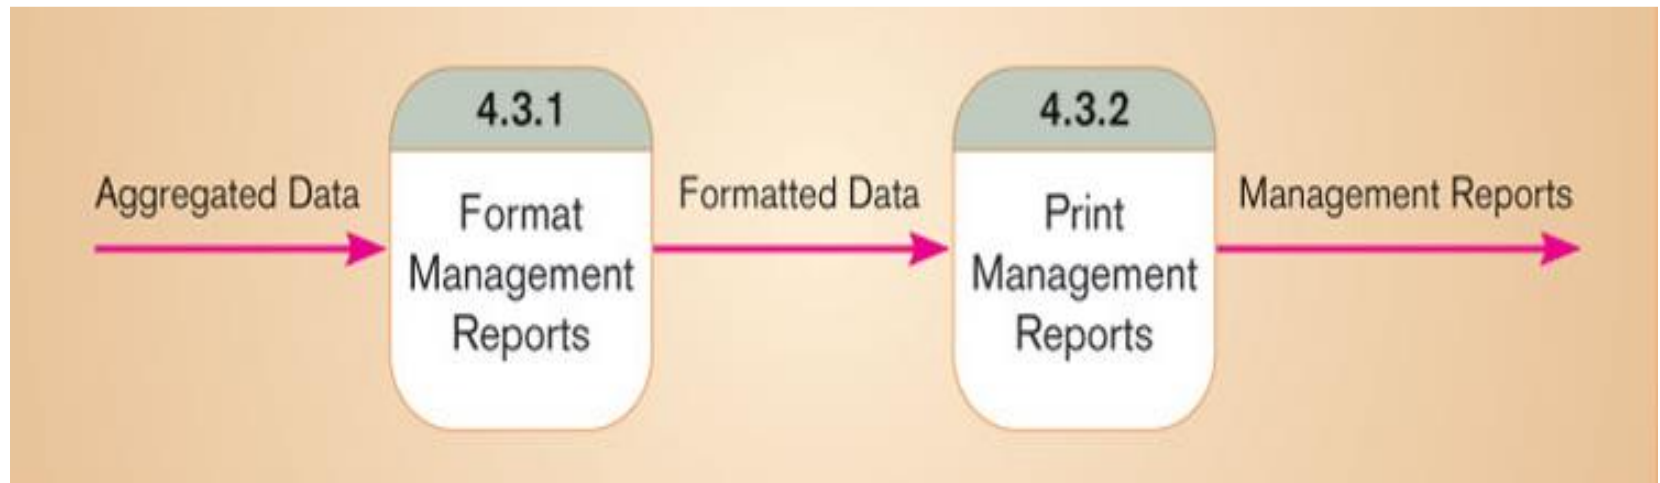 Aggregated Data
4.3.1
Format
Management
Reports
Formatted Data
4.3.2
Print
Management
Reports
Management Reports